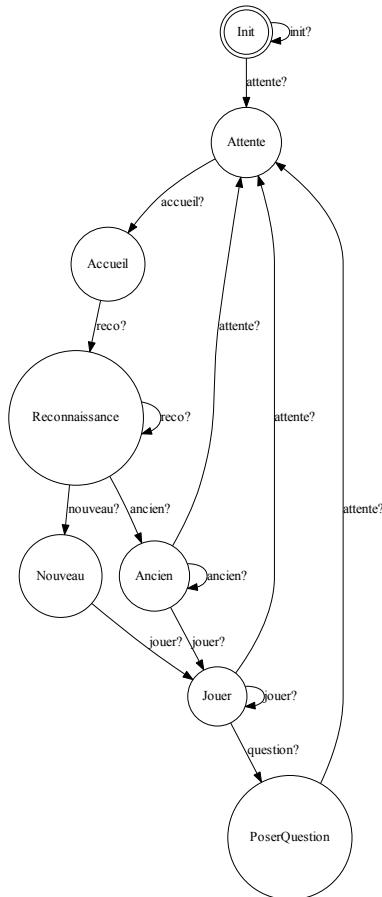 Init
init?
attente?
Attente
accueil?
Accueil
reco?
attente?
Reconnaissance
reco?
attente?
nouveau?
ancien?
attente?
Nouveau
Ancien
ancien?
jouer?
jouer?
Jouer
jouer?
question?
PoserQuestion